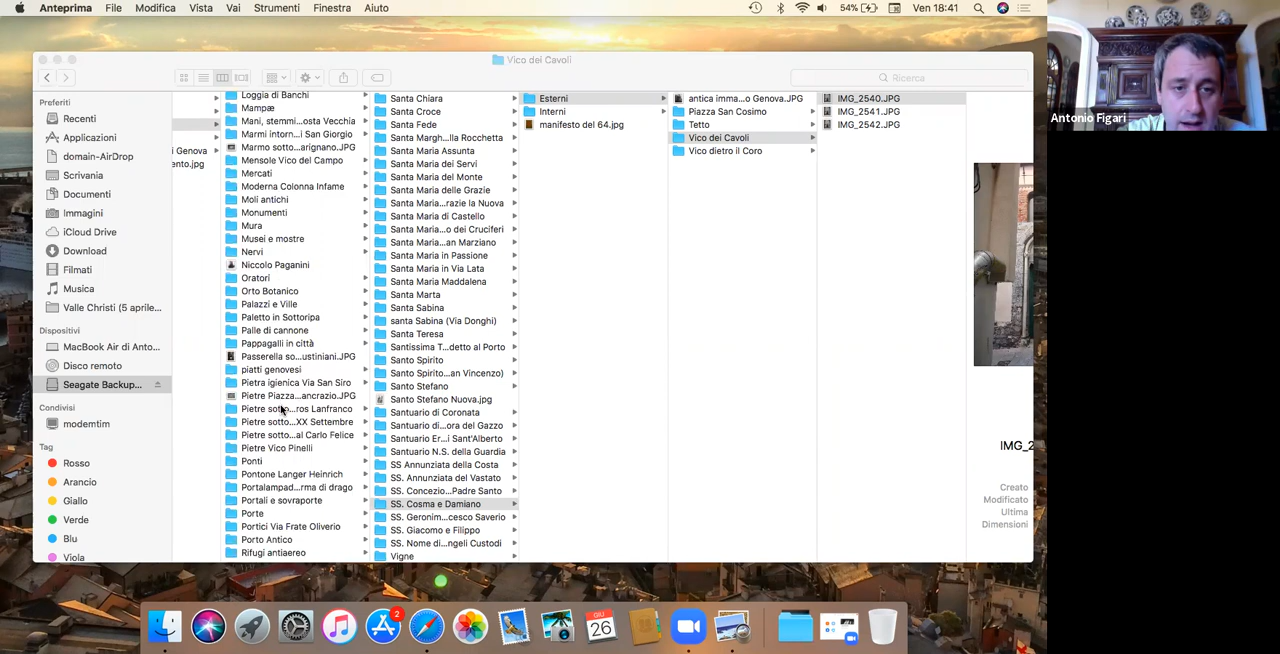 Anteprima File Modifica Vista Vai Strumenti Finestra Aiuto
54% Ven 18:41
Vico dei Cavoli
Ricerca
Preferiti
Recenti
Applicazioni
domain-AirDrop
Scrivania
Documenti
Immagini
iCloud Drive
Download
Filmati
Musica
Valle Christi (5 aprile...
Dispositivi
MacBook Air di Anto...
Disco remoto
Seagate Backup...
Condivisi
modemtim
Tag
Rosso
Arancio
Giallo
Verde
Blu
Viola
i Genova
ento.jpg
Loggia di Banchi
Mampæ
Mani, stemmi...osta Vecchia
Marmi intorn...i San Giorgio
Marmo sotto...arignano.JPG
Mensole Vico del Campo
Mercati
Moderna Colonna Infame
Moli antichi
Monumenti
Mura
Musei e mostre
Nervi
Niccolo Paganini
Oratori
Orto Botanico
Palazzi e Ville
Paletto in Sottoripa
Palle di cannone
Pappagalli in città
Passerella so...ustiniani.JPG
piatti genovesi
Pietra igienica Via San Siro
Pietre Piazza...ancrazio.JPG
Pietre sotto...ros Lanfranco
Pietre sotto...XX Settembre
Pietre sotto...al Carlo Felice
Pietre Vico Pinelli
Ponti
Pontone Langer Heinrich
Portalampad...rma di drago
Portali e sovraporte
Porte
Portici Via Frate Oliverio
Porto Antico
Rifugi antiaereo
Santa Chiara
Santa Croce
Santa Fede
Santa Margh...lla Rocchetta
Santa Maria Assunta
Santa Maria dei Servi
Santa Maria del Monte
Santa Maria delle Grazie
Santa Maria...razie la Nuova
Santa Maria di Castello
Santa Maria...o dei Cruciferi
Santa Maria...an Marziano
Santa Maria in Passione
Santa Maria in Via Lata
Santa Maria Maddalena
Santa Marta
Santa Sabina
santa Sabina (Via Donghi)
Santa Teresa
Santissima T...detto al Porto
Santo Spirito
Santo Spirito...an Vincenzo)
Santo Stefano
Santo Stefano Nuova.jpg
Santuario di Coronata
Santuario di...ora del Gazzo
Santuario Er...i Sant'Alberto
Santuario N.S. della Guardia
SS Annunziata della Costa
SS. Annunziata del Vastato
SS. Concezio...Padre Santo
SS. Cosma e Damiano
SS. Geronim...cesco Saverio
SS. Giacomo e Filippo
SS. Nome di...ngeli Custodi
Vigne
Esterni
Interni
manifesto del 64.jpg
antica imma...o Genova.JPG
Piazza San Cosimo
Tetto
Vico dei Cavoli
Vico dietro il Coro
IMG_2540.JPG
IMG_2541.JPG
IMG_2542.JPG
IMG_2
Creato
Modificato
Ultima
Dimensioni
Antonio Figari
2
GIU
26